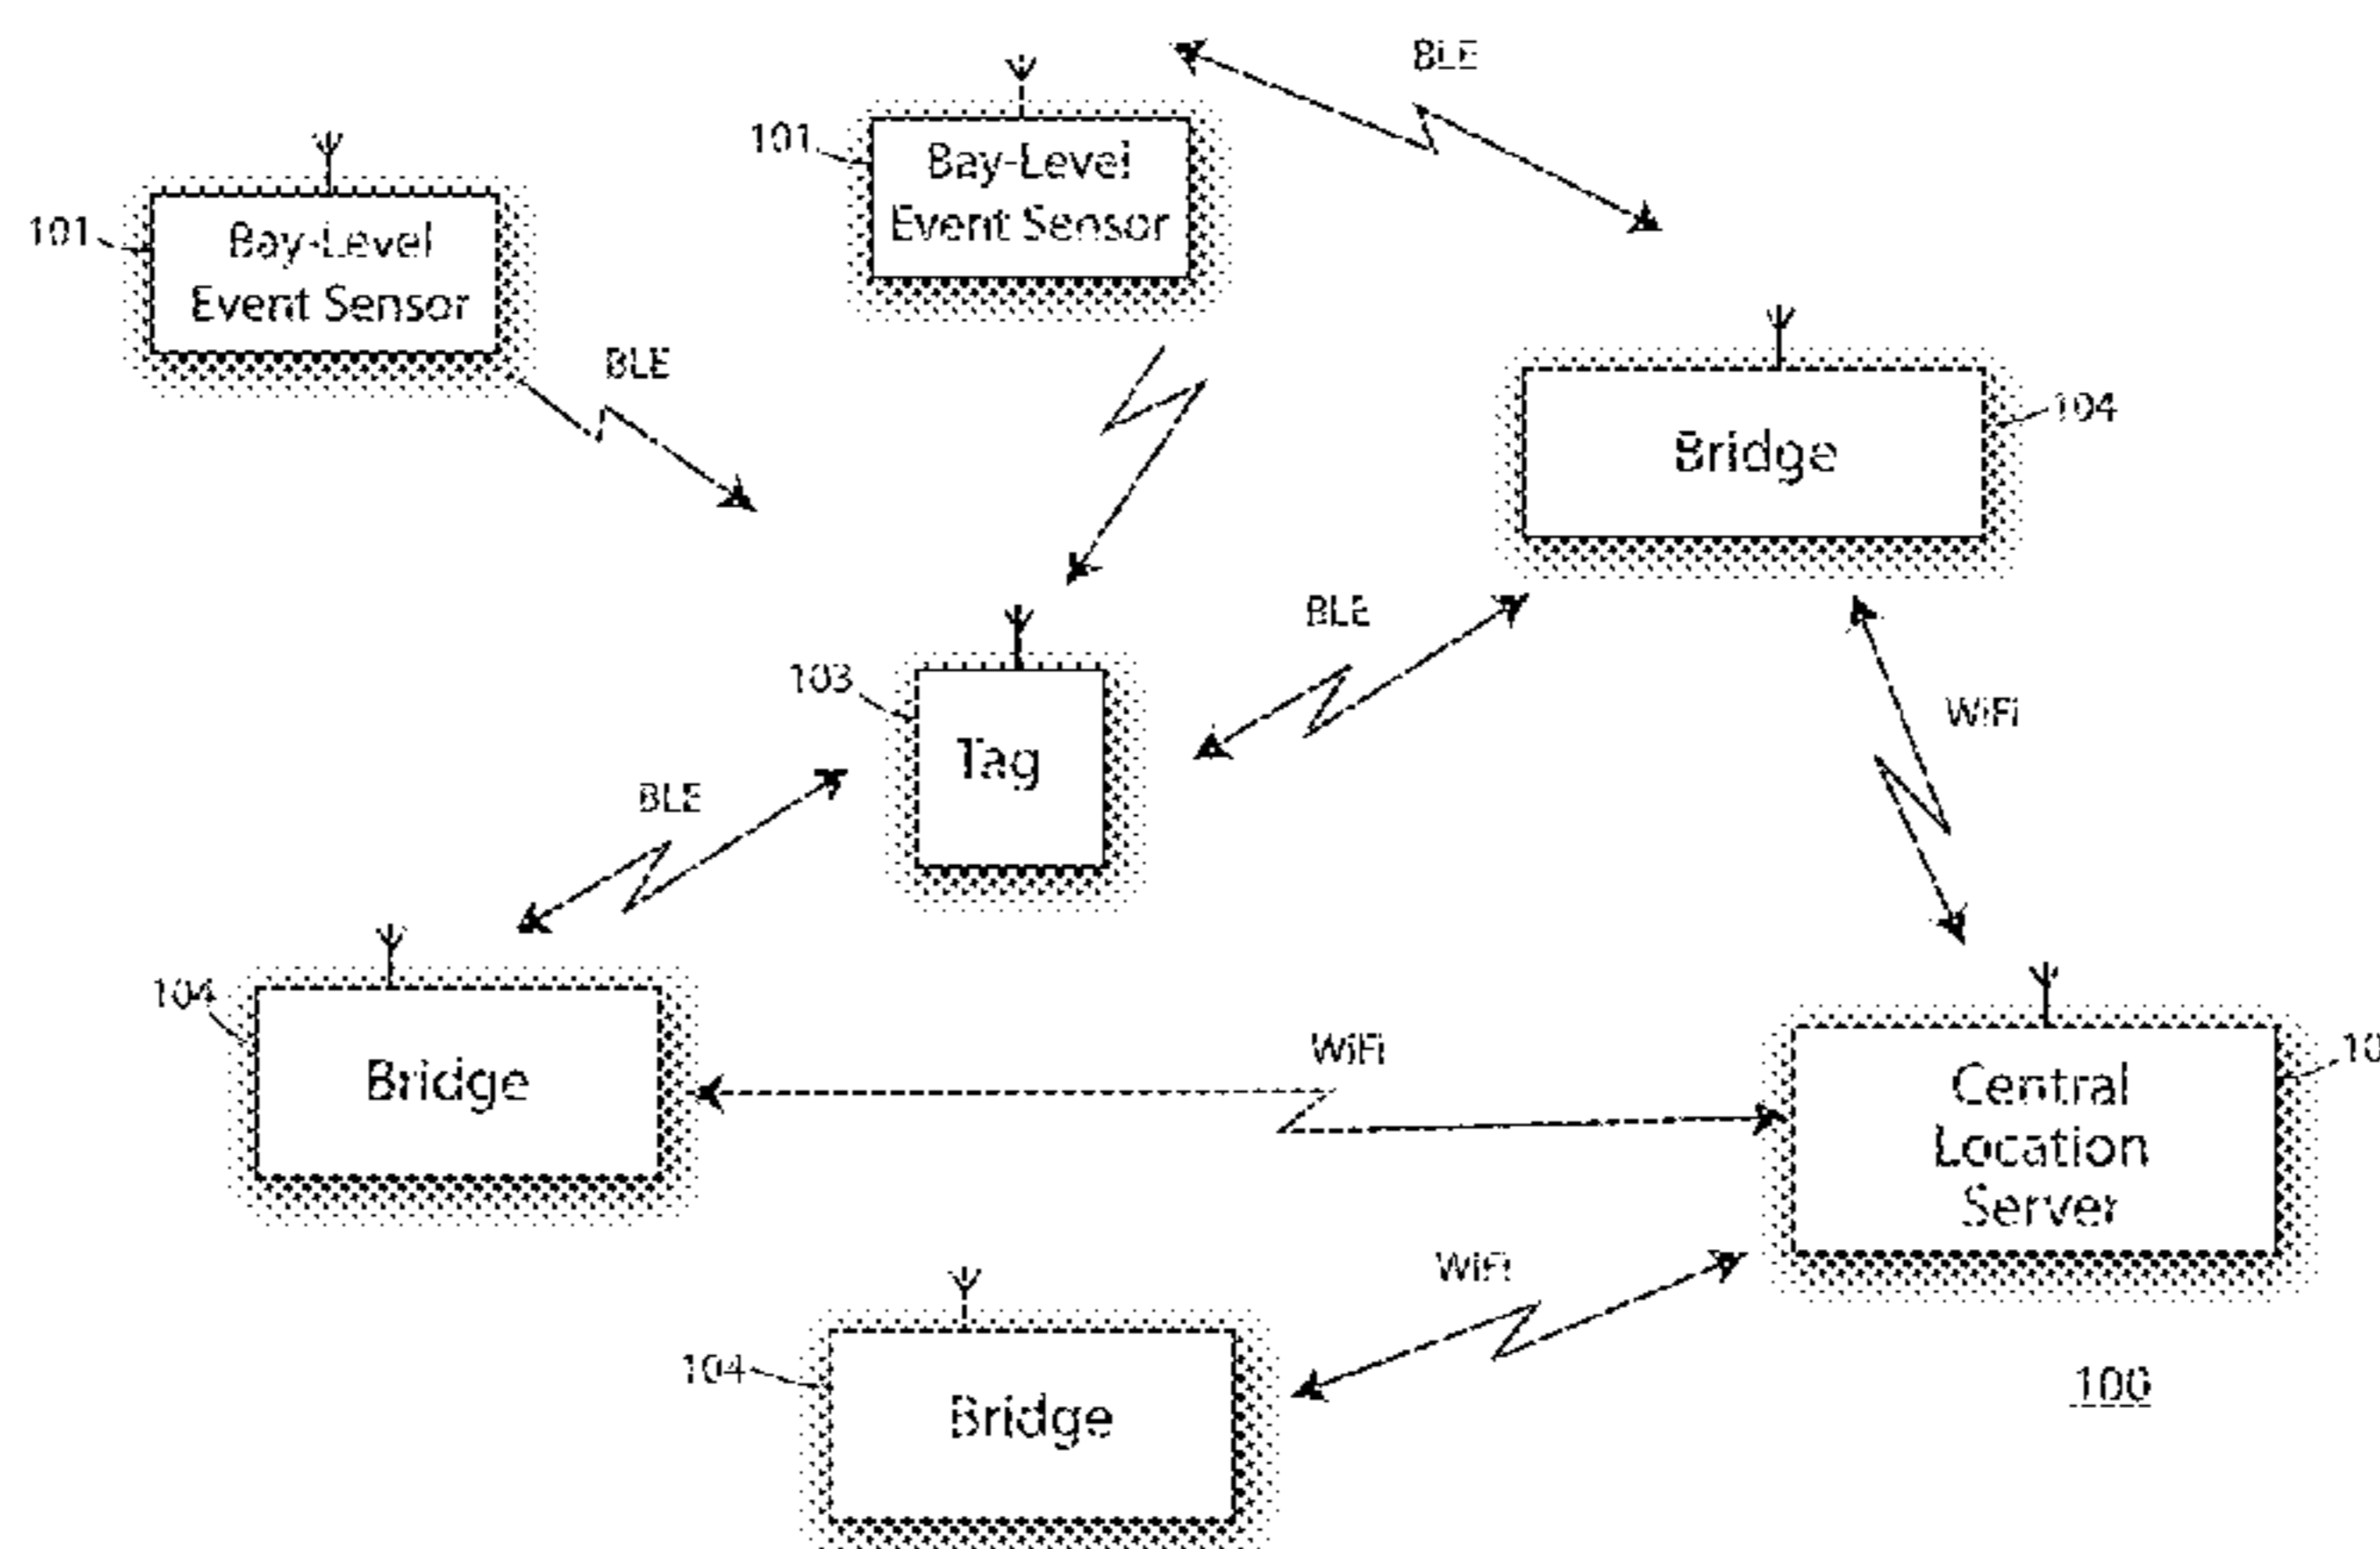 BLE
101
Bay-Level
Event Sensor
101
Bay-Level
Event Sensor
BLE
104
Bridge
BLE
103
Tag
WiFi
BLE
104
Bridge
WiFi
10
Central
Location
Server
WiFi
104
Bridge
100